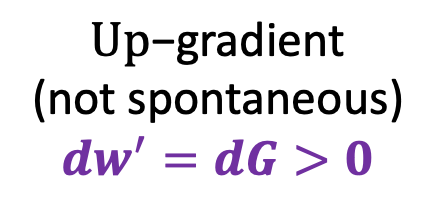 Up−gradient
(not spontaneous)
dw′ = dG > 0